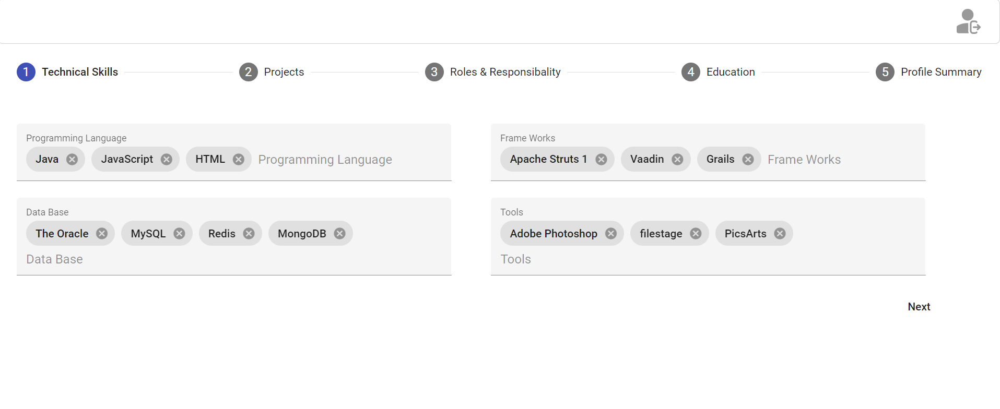 1 Technical Skills 2 Projects 3 Roles & Responsibality 4 Education 5 Profile Summary
Programming Language
Java JavaScript HTML Programming Language
Frame Works
Apache Struts 1 Vaadin Grails Frame Works
Data Base
The Oracle MySQL Redis MongoDB
Data Base
Tools
Adobe Photoshop filestage PicsArts
Tools
Next